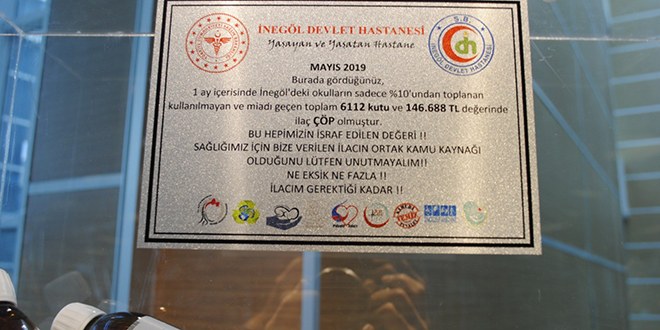 İNEGÖL DEVLET HASTANESİ
Yaşayan ve Yaşatan Hastane
S.B.
İNEGÖL DEVLET HASTANESİ
MAYIS 2019
Burada gördüğünüz,
1 ay içerisinde İnegöl'deki okulların sadece %10'undan toplanan
kullanılmayan ve miadı geçen toplam 6112 kutu ve 146.688 TL değerinde
ilaç ÇÖP olmuştur.
BU HEPİMİZİN İSRAF EDİLEN DEĞERİ !!
SAĞLIĞIMIZ İÇİN BİZE VERİLEN İLACIN ORTAK KAMU KAYNAĞI
OLDUĞUNU LÜTFEN UNUTMAYALIM!!
NE EKSİK NE FAZLA !!
İLACIM GEREKTİĞİ KADAR !!